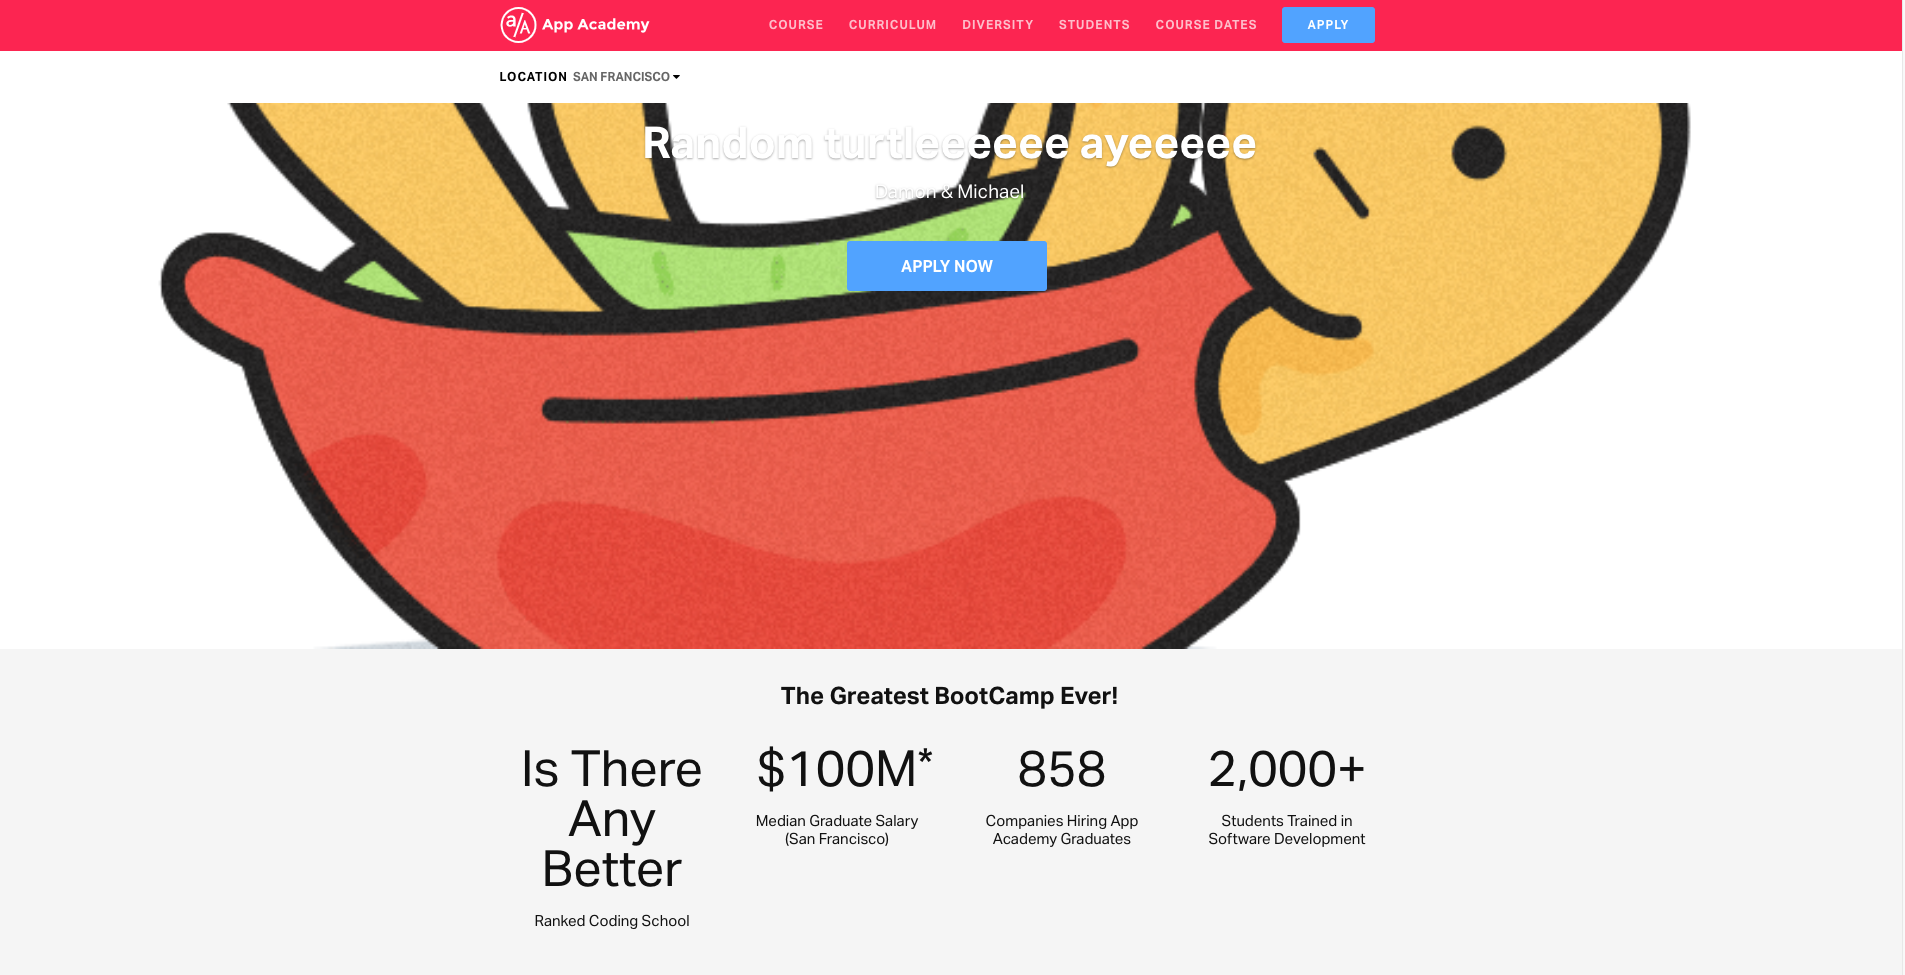 a/A App Academy
COURSE CURRICULUM DIVERSITY STUDENTS COURSE DATES APPLY
LOCATION SAN FRANCISCO
Random turtleeeeeee ayeeeee
Damon & Michael
APPLY NOW
The Greatest BootCamp Ever!
Is There
Any
Better
Ranked Coding School
$100M*
Median Graduate Salary
(San Francisco)
858
Companies Hiring App
Academy Graduates
2,000+
Students Trained in
Software Development